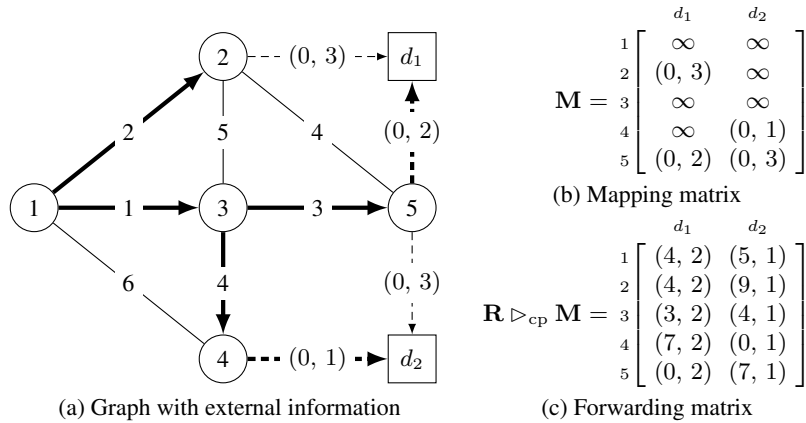 2
(0, 3)
d₁
2
5
4
(0, 2)
1
1
3
3
5
6
4
(0, 3)
4
(0, 1)
d₂
(a) Graph with external information
d₁ d₂
1 ∞ ∞
2 (0, 3) ∞
M = 3 ∞ ∞
4 ∞ (0, 1)
5 (0, 2) (0, 3)
(b) Mapping matrix
d₁ d₂
1 (4, 2) (5, 1)
2 (4, 2) (9, 1)
R ▷cp M = 3 (3, 2) (4, 1)
4 (7, 2) (0, 1)
5 (0, 2) (7, 1)
(c) Forwarding matrix